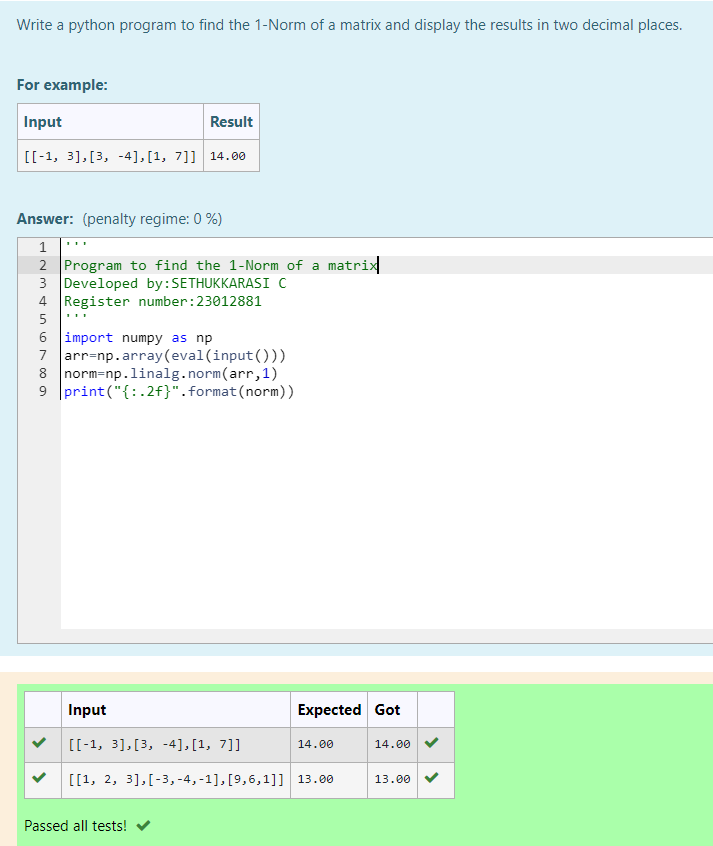 Write a python program to find the 1-Norm of a matrix and display the results in two decimal places.
For example:
Input Result
[[-1, 3],[3, -4],[1, 7]] 14.00
Answer: (penalty regime: 0 %)
1 '''
2 Program to find the 1-Norm of a matrix
3 Developed by:SETHUKKARASI C
4 Register number:23012881
5 '''
6 import numpy as np
7 arr=np.array(eval(input()))
8 norm=np.linalg.norm(arr,1)
9 print("{:.2f}".format(norm))
Input Expected Got
[[-1, 3],[3, -4],[1, 7]] 14.00 14.00
[[1, 2, 3],[-3,-4,-1],[9,6,1]] 13.00 13.00
Passed all tests!